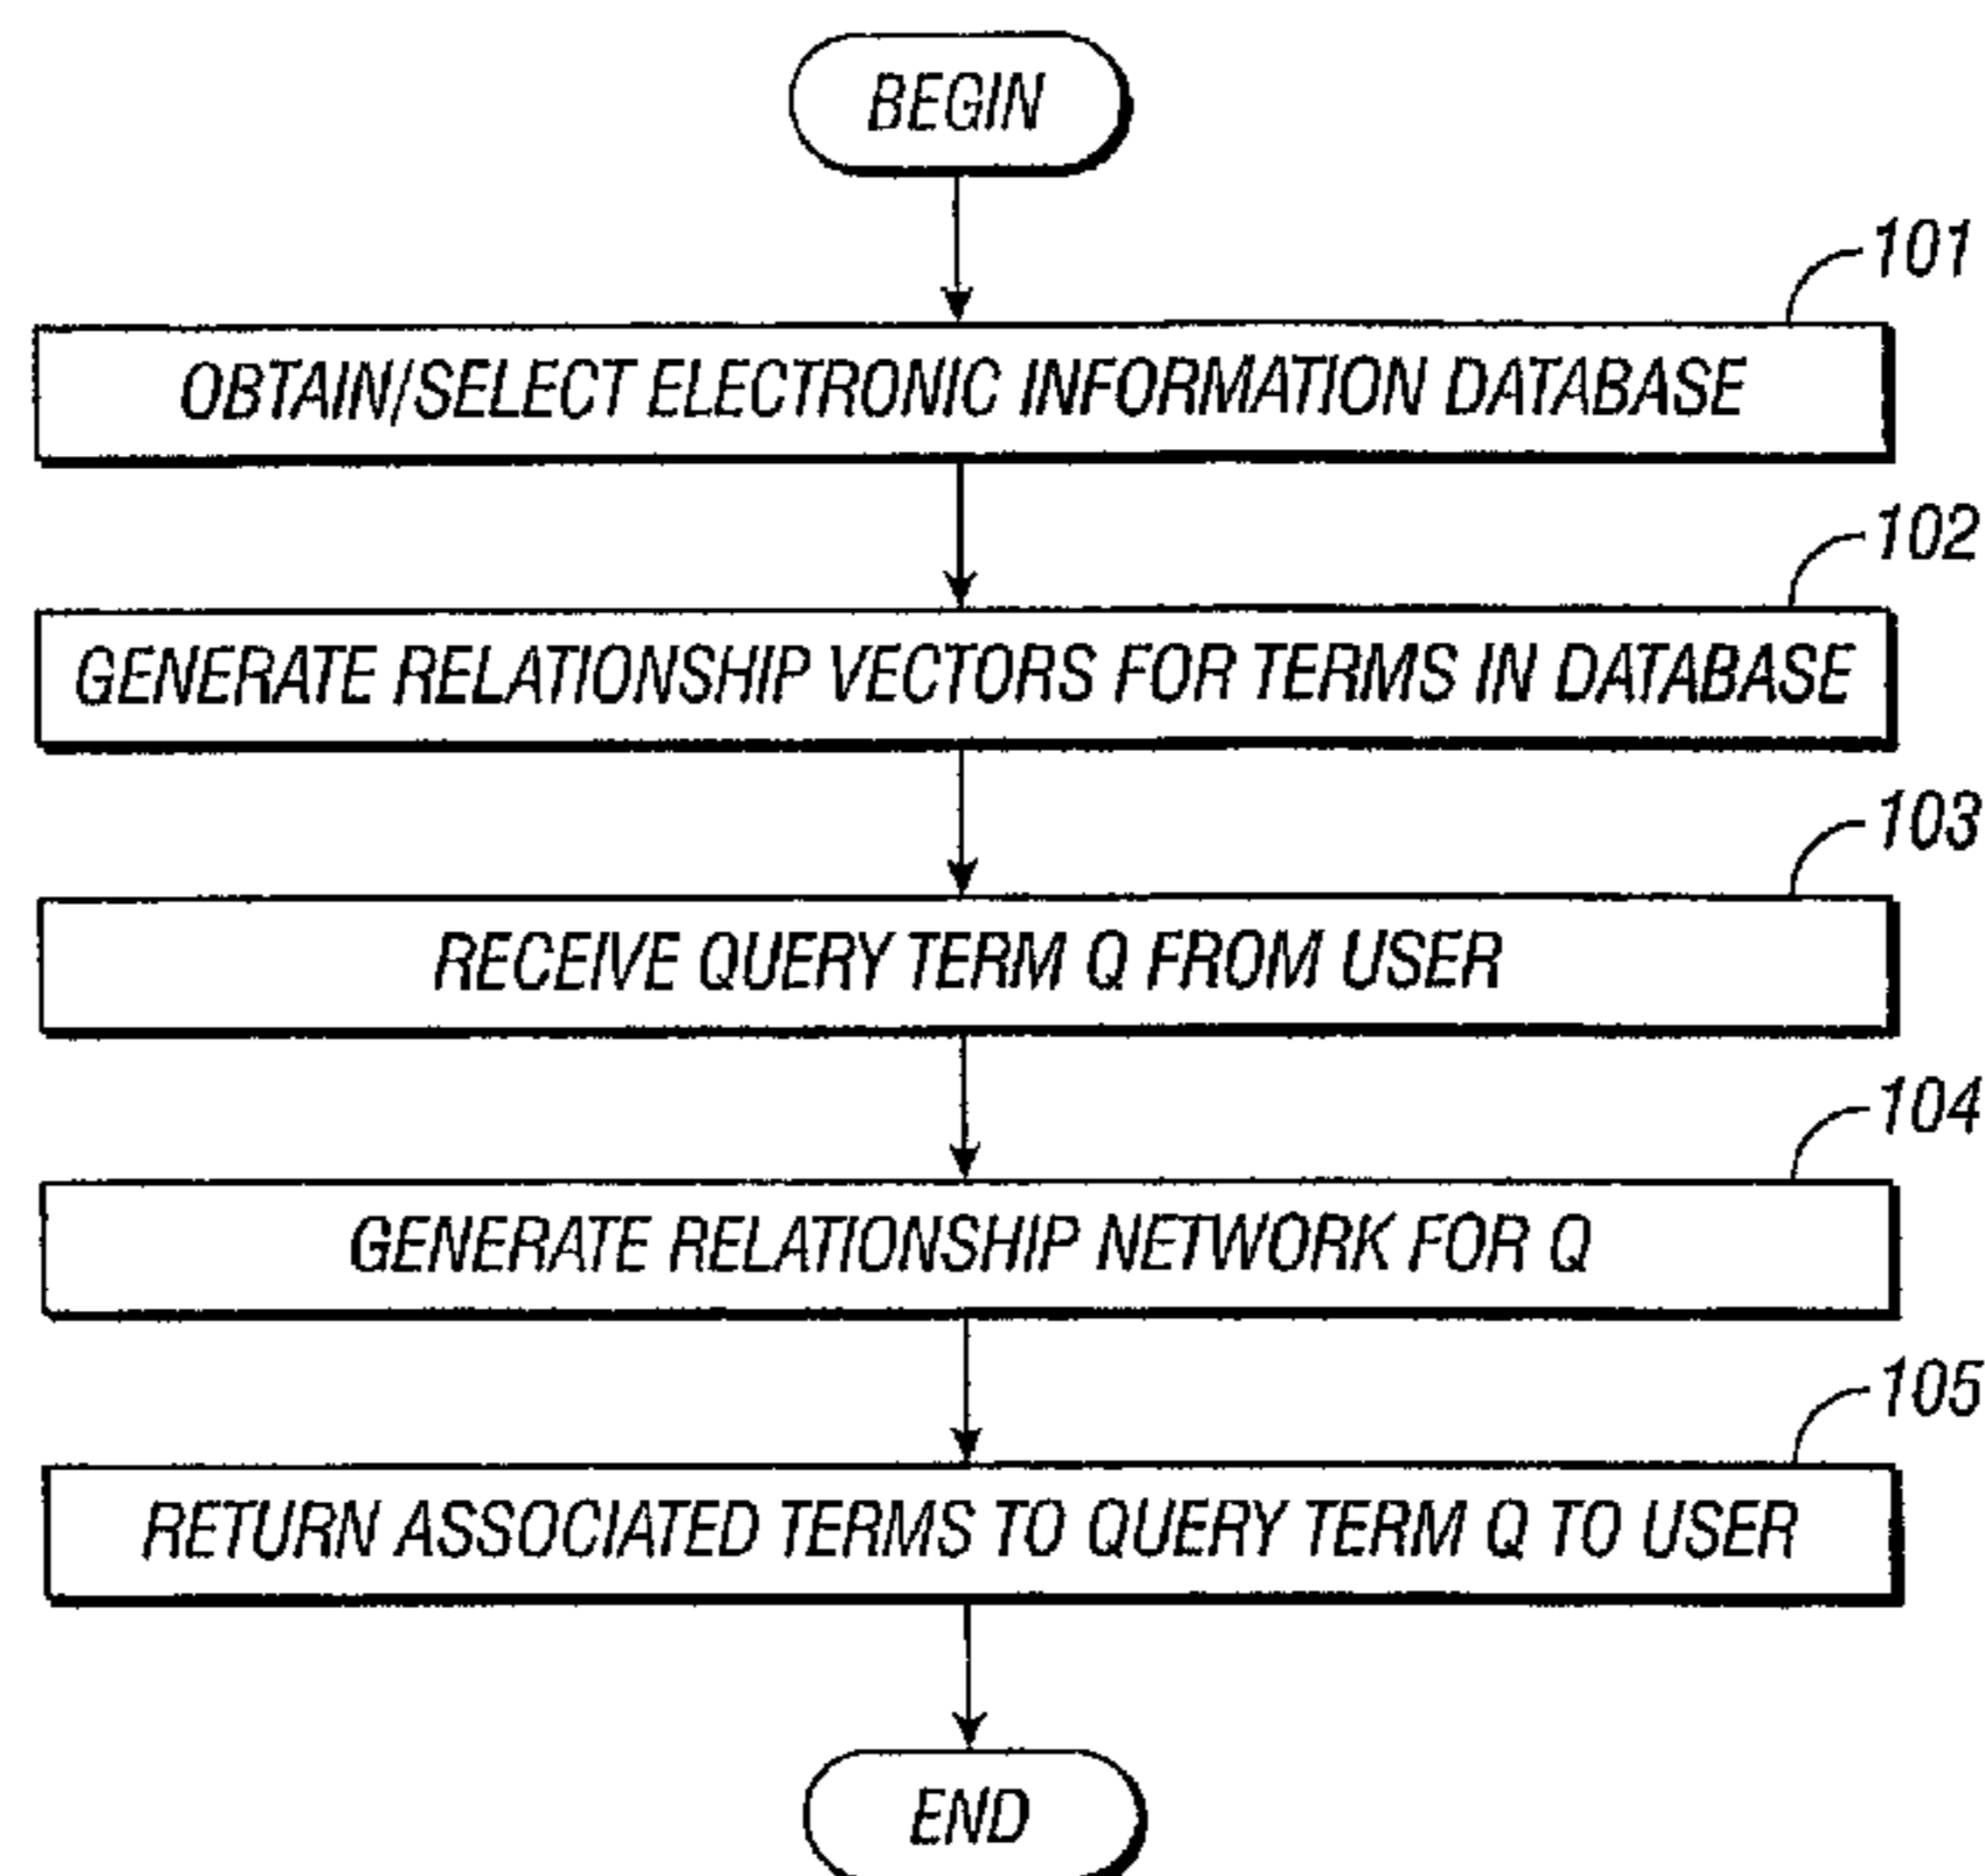 BEGIN
101
OBTAIN/SELECT ELECTRONIC INFORMATION DATABASE
102
GENERATE RELATIONSHIP VECTORS FOR TERMS IN DATABASE
103
RECEIVE QUERY TERM Q FROM USER
104
GENERATE RELATIONSHIP NETWORK FOR Q
105
RETURN ASSOCIATED TERMS TO QUERY TERM Q TO USER
END